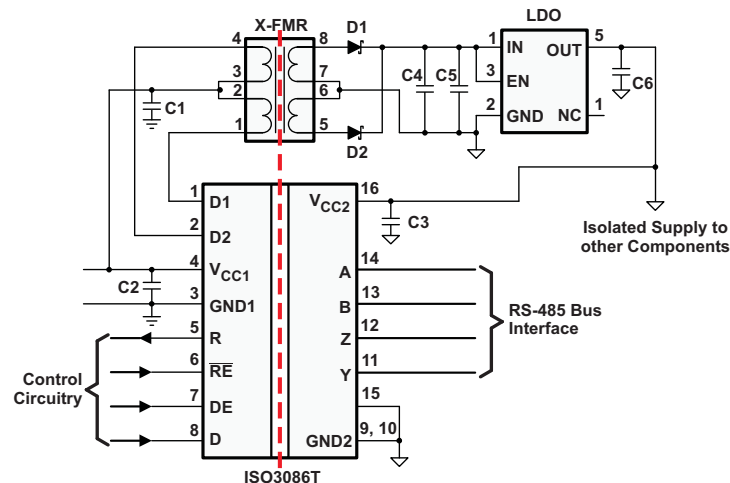 X-FMR
D1
LDO
4
8
3
7
2
6
1
5
C1
D2
C4
C5
1
IN
OUT
5
3
EN
C6
2
GND
NC
1
1
D1
2
D2
4
VCC1
C2
3
GND1
5
R
6
RE
7
DE
8
D
Control
Circuitry
16
VCC2
C3
Isolated Supply to
other Components
14
A
13
B
12
Z
11
Y
RS-485 Bus
Interface
15
9, 10
GND2
ISO3086T